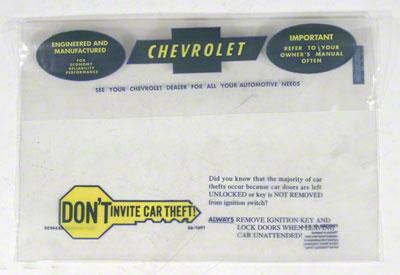 ENGINEERED AND
MANUFACTURED
FOR
ECONOMY
RELIABILITY
PERFORMANCE
CHEVROLET
IMPORTANT
REFER TO YOUR
OWNER'S MANUAL
OFTEN
SEE YOUR CHEVROLET DEALER FOR ALL YOUR AUTOMOTIVE NEEDS
Did you know that the majority of car
thefts occur because car doors are left
UNLOCKED or key is NOT REMOVED
from ignition switch?
DON'T INVITE CAR THEFT!
ALWAYS REMOVE IGNITION KEY AND
LOCK DOORS WHEN LEAVING
CAR UNATTENDED!